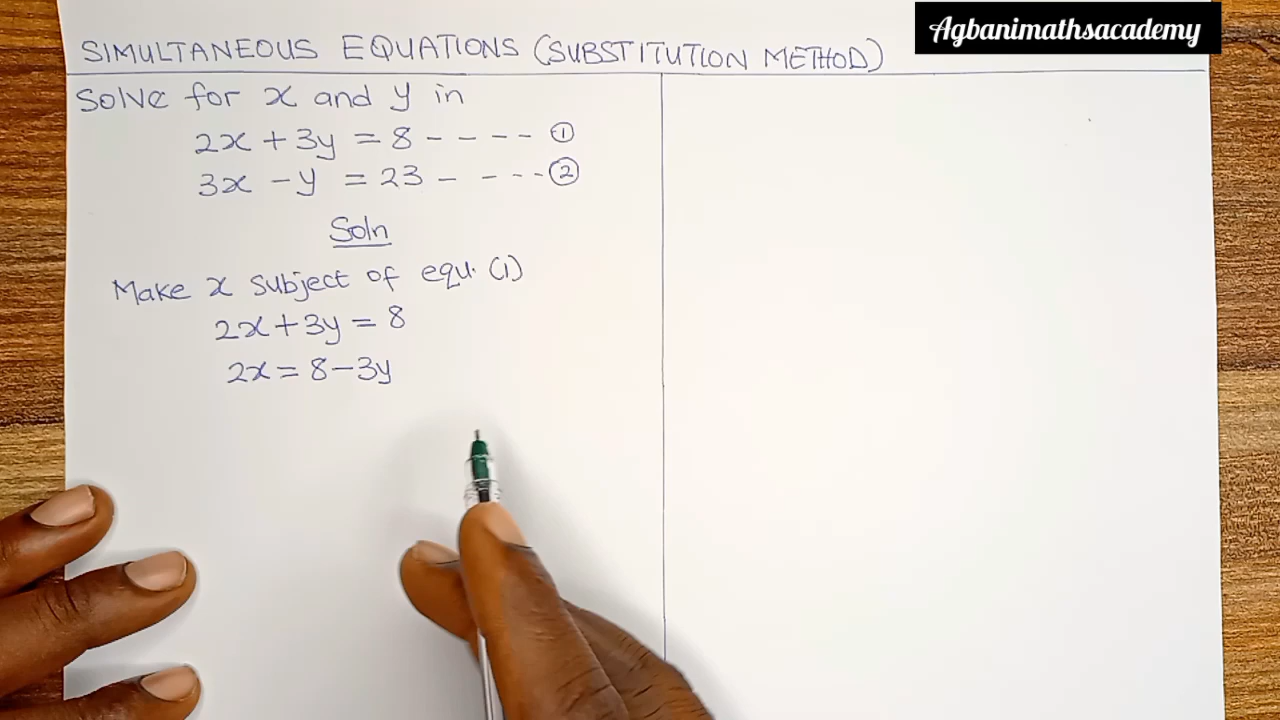 Agbanimathsacademy
SIMULTANEOUS EQUATIONS (SUBSTITUTION METHOD)
Solve for x and y in
2x + 3y = 8 - - - - ①
3x - y = 23 - - - - ②
Soln
Make x subject of equ. (1)
2x + 3y = 8
2x = 8 - 3y